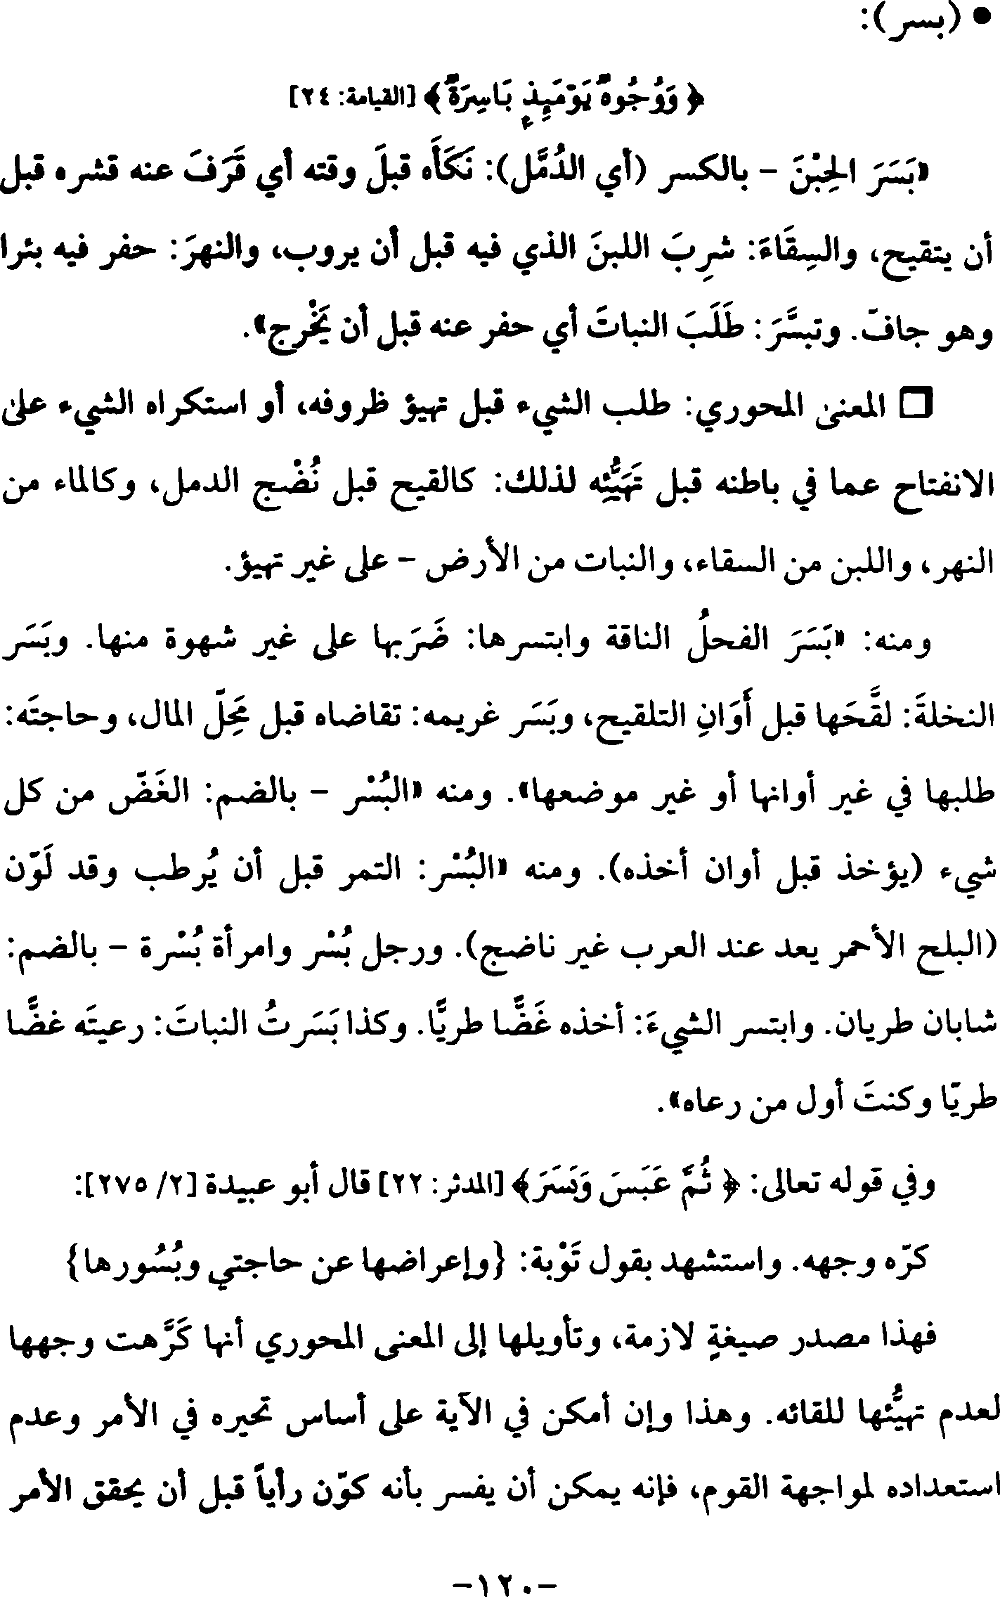 • (بسر):
﴿ وَوُجُوهٌ يَوْمَئِذٍ بَاسِرَةٌ ﴾ [القيامة: ٢٤]
«بَسَرَ الحِبْنَ – بالكسر (أي الدُمَّل): نَكَأَه قبلَ وقته أي قَرَفَ عنه قشره قبل
أن يتقيح، والسِقَاءَ: شرِبَ اللبنَ الذي فيه قبل أن يروب، والنهرَ: حفر فيه بئرا
وهو جافّ. وتبسَّرَ: طَلَبَ النباتَ أي حفر عنه قبل أن يَخْرج».
□ المعنى المحوري: طلب الشيء قبل تهيؤ ظروفه، أو استكراه الشيء على
الانفتاح عما في باطنه قبل تَهَيُّئِه لذلك: كالقيح قبل نُضْج الدمل، وكالماء من
النهر، واللبن من السقاء، والنبات من الأرض – على غير تهيؤ.
ومنه: «بَسَرَ الفحلُ الناقة وابتسرها: ضَرَبها على غير شهوة منها. وبَسَر
النخلةَ: لقَّحَها قبل أَوَانِ التلقيح، وبَسَر غريمه: تقاضاه قبل مَحِلّ المال، وحاجتَه:
طلبها في غير أوانها أو غير موضعها». ومنه «البُسْر – بالضم: الغَضّ من كل
شيء (يؤخذ قبل أوان أخذه). ومنه «البُسْر: التمر قبل أن يُرطب وقد لَوّن
(البلح الأحمر يعد عند العرب غير ناضج). ورجل بُسْر وامرأة بُسْرة – بالضم:
شابان طريان. وابتسر الشيءَ: أخذه غَضًّا طريًّا. وكذا بَسَرتُ النباتَ: رعيتَه غضًّا
طريّا وكنتَ أول من رعاه».
وفي قوله تعالى: ﴿ ثُمَّ عَبَسَ وَبَسَرَ ﴾ [المدثر: ٢٢] قال أبو عبيدة [٢/ ٢٧٥]:
كرّه وجهه. واستشهد بقول تَوْبة: {وإعراضها عن حاجتي وبُسُورها}
فهذا مصدر صيغةٍ لازمة، وتأويلها إلى المعنى المحوري أنها كَرَّهت وجهها
لعدم تهيُّئها للقائه. وهذا وإن أمكن في الآية على أساس تحيره في الأمر وعدم
استعداده لمواجهة القوم، فإنه يمكن أن يفسر بأنه كوّن رأياً قبل أن يحقق الأمر
-١٢٠-